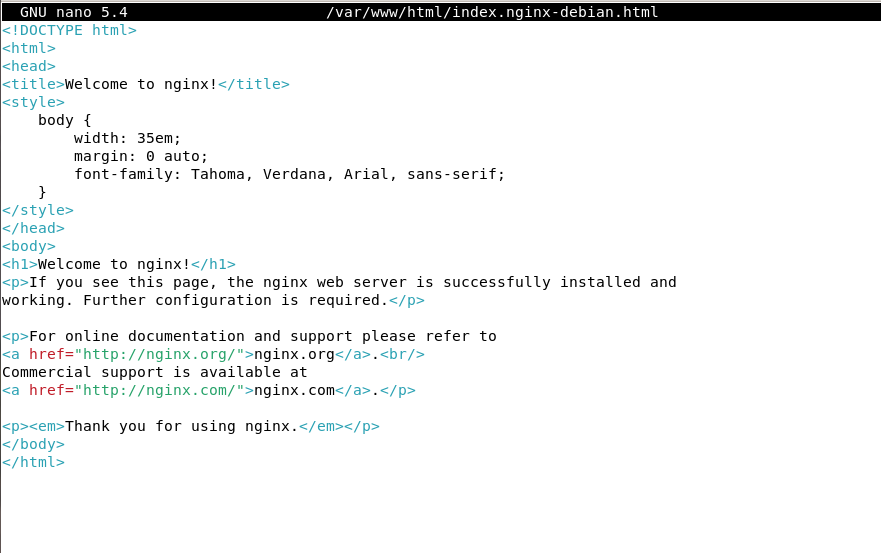 GNU nano 5.4 /var/www/html/index.nginx-debian.html
<!DOCTYPE html>
<html>
<head>
<title>Welcome to nginx!</title>
<style>
    body {
        width: 35em;
        margin: 0 auto;
        font-family: Tahoma, Verdana, Arial, sans-serif;
    }
</style>
</head>
<body>
<h1>Welcome to nginx!</h1>
<p>If you see this page, the nginx web server is successfully installed and
working. Further configuration is required.</p>

<p>For online documentation and support please refer to
<a href="http://nginx.org/">nginx.org</a>.<br/>
Commercial support is available at
<a href="http://nginx.com/">nginx.com</a>.</p>

<p><em>Thank you for using nginx.</em></p>
</body>
</html>